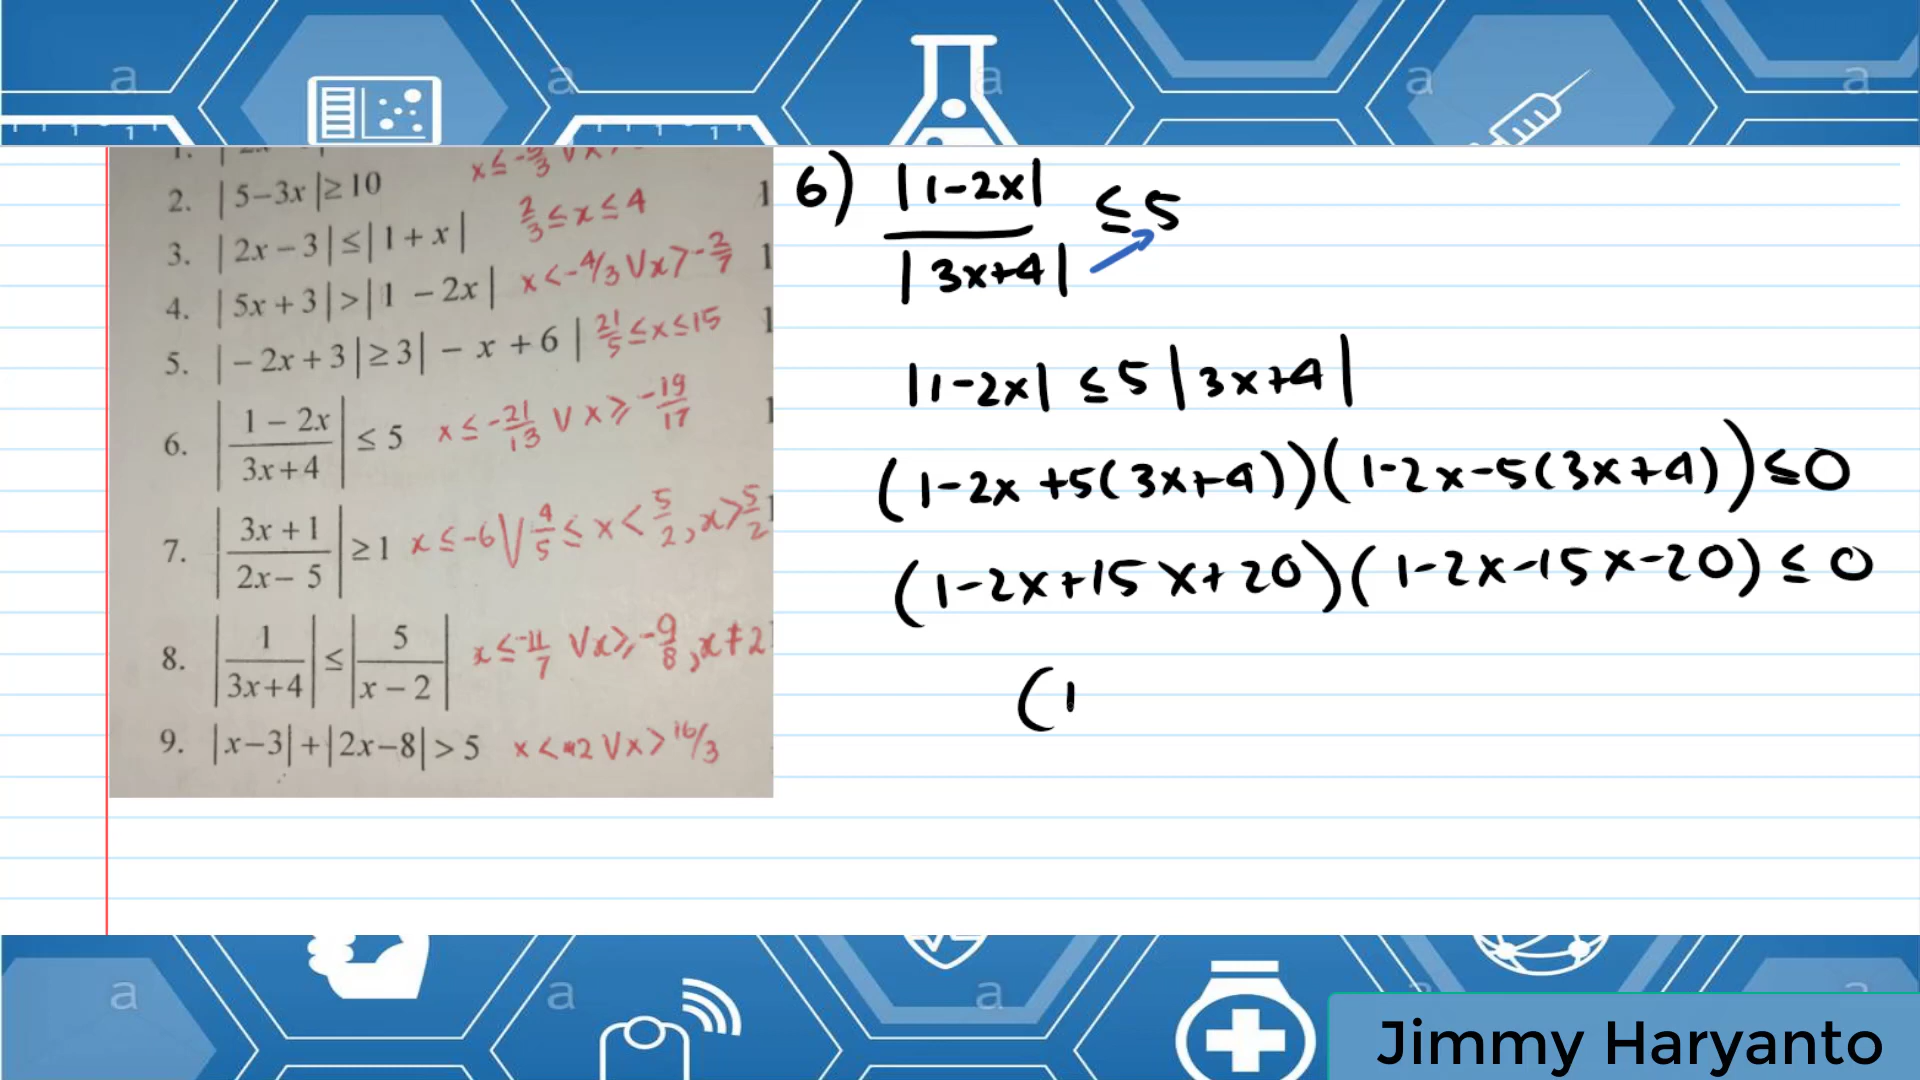 2. |5−3x| ≥ 10
x ≤ -5/3 V x
3. |2x − 3| ≤ |1 + x|
2/3 ≤ x ≤ 4
4. |5x + 3| > |1 − 2x|
x < -4/3 V x > -2/7
5. |− 2x + 3| ≥ 3| − x + 6|
21/5 ≤ x ≤ 15
6. |(1 − 2x)/(3x+4)| ≤ 5
x ≤ -21/13 V x ≥ -19/17
7. |(3x + 1)/(2x − 5)| ≥ 1
x ≤ -6 V 4/5 ≤ x < 5/2, x > 5/2
8. |1/(3x+4)| ≤ |5/(x − 2)|
x ≤ -11/7 V x ≥ -9/8, x ≠ 2
9. |x−3| + |2x−8| > 5
x < 2 V x > 16/3
6) |1-2x|/|3x+4| ≤ 5
|1-2x| ≤ 5|3x+4|
(1-2x+5(3x+4))(1-2x-5(3x+4)) ≤ 0
(1-2x+15x+20)(1-2x-15x-20) ≤ 0
(1
Jimmy Haryanto